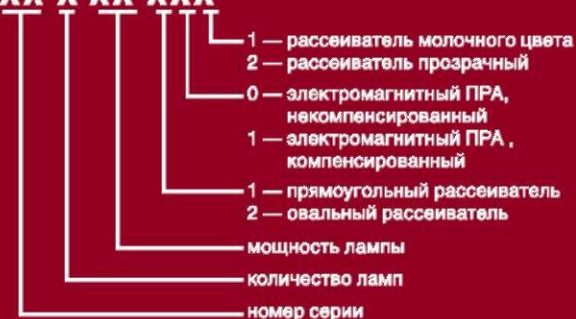 XX X XX XXX
1 — рассеиватель молочного цвета
2 — рассеиватель прозрачный
0 — электромагнитный ПРА,
некомпенсированный
1 — электромагнитный ПРА ,
компенсированный
1 — прямоугольный рассеиватель
2 — овальный рассеиватель
мощность лампы
количество ламп
номер серии